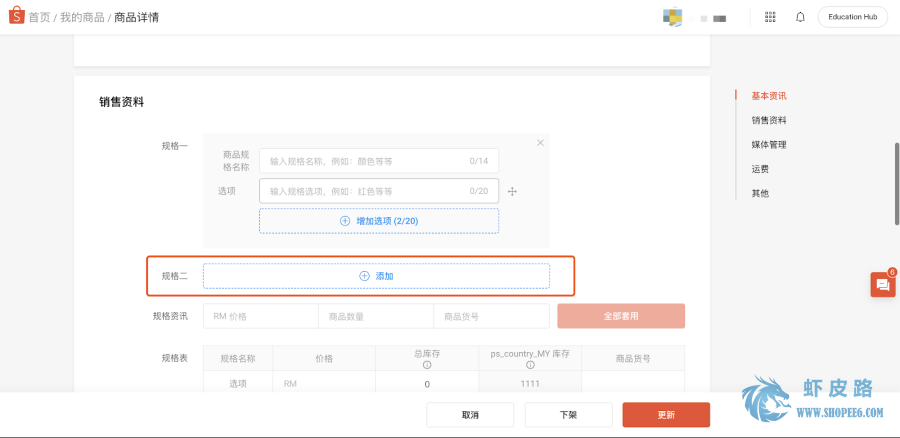 首页 / 我的商品 / 商品详情
Education Hub
销售资料
规格一
商品规格名称
输入规格名称，例如：顏色等等
0/14
选项
输入规格选项，例如：红色等等
0/20
增加选项 (2/20)
规格二
添加
规格资讯
RM 价格
商品数量
商品货号
全部套用
规格表
规格名称
价格
总库存
ps_country_MY 库存
商品货号
选项
RM
0
1111
取消
下架
更新
基本资讯
销售资料
媒体管理
运费
其他
6
虾皮路
WWW.SHOPEE6.COM